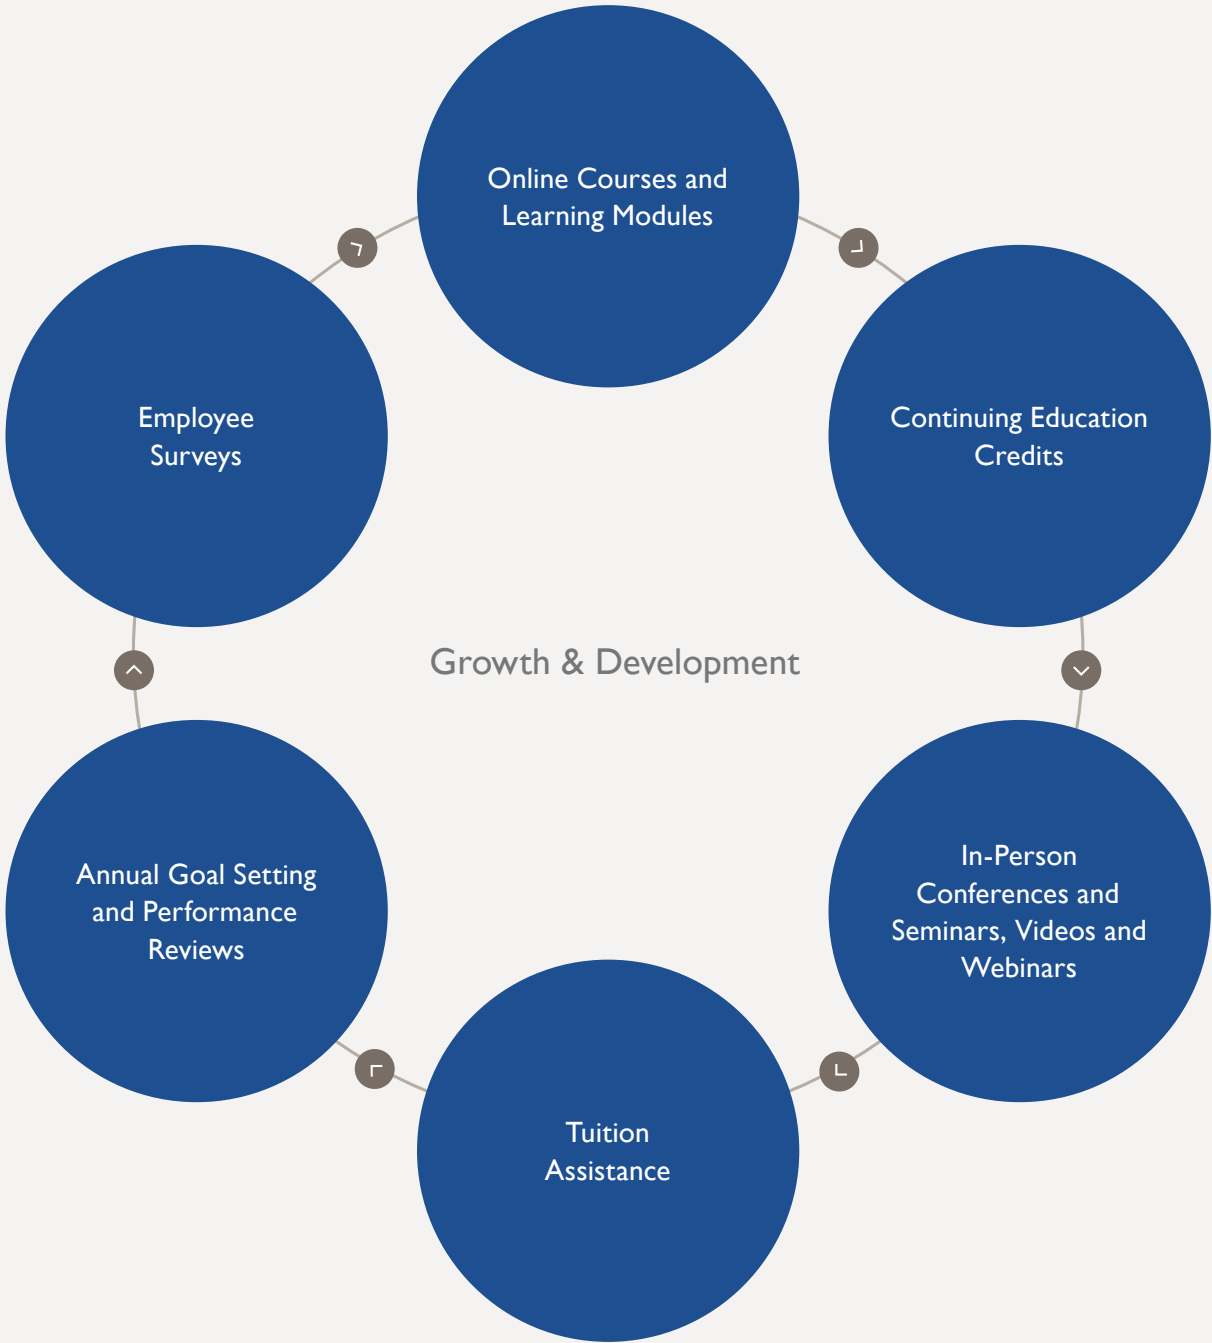 Online Courses and
Learning Modules
Continuing Education
Credits
In-Person
Conferences and
Seminars, Videos and
Webinars
Tuition
Assistance
Annual Goal Setting
and Performance
Reviews
Employee
Surveys
Growth & Development